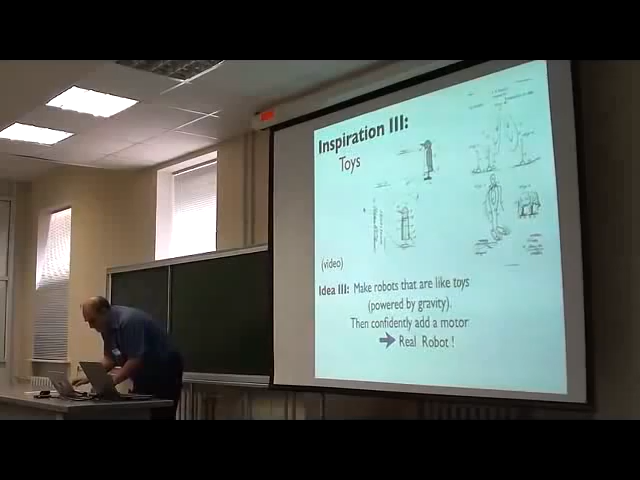 Inspiration III:
Toys
(video)
Idea III: Make robots that are like toys
(powered by gravity).
Then confidently add a motor
Real Robot !